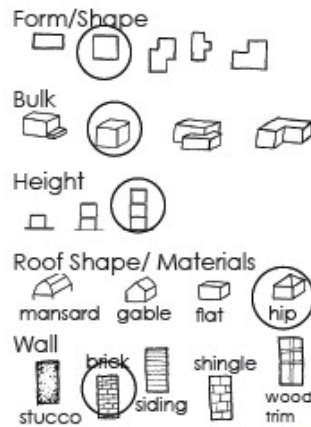 Form/Shape
Bulk
Height
Roof Shape/ Materials
mansard gable flat hip
Wall
brick shingle
stucco siding wood
trim